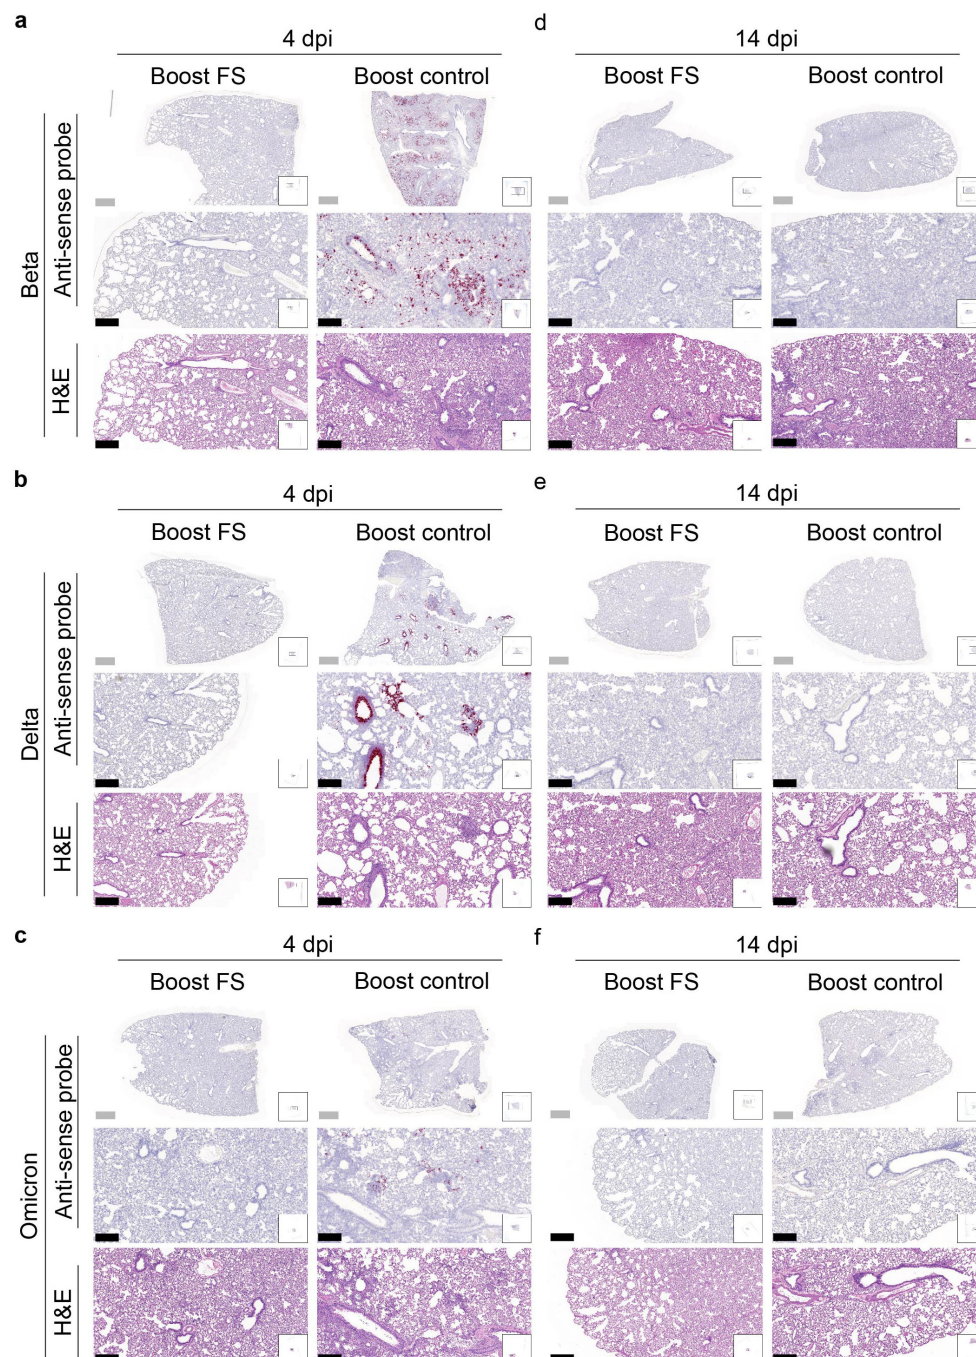 a
4 dpi
Boost FS
Boost control
Beta
Anti-sense probe
H&E
d
14 dpi
Boost FS
Boost control
b
4 dpi
Boost FS
Boost control
Delta
Anti-sense probe
H&E
e
14 dpi
Boost FS
Boost control
c
4 dpi
Boost FS
Boost control
Omicron
Anti-sense probe
H&E
f
14 dpi
Boost FS
Boost control